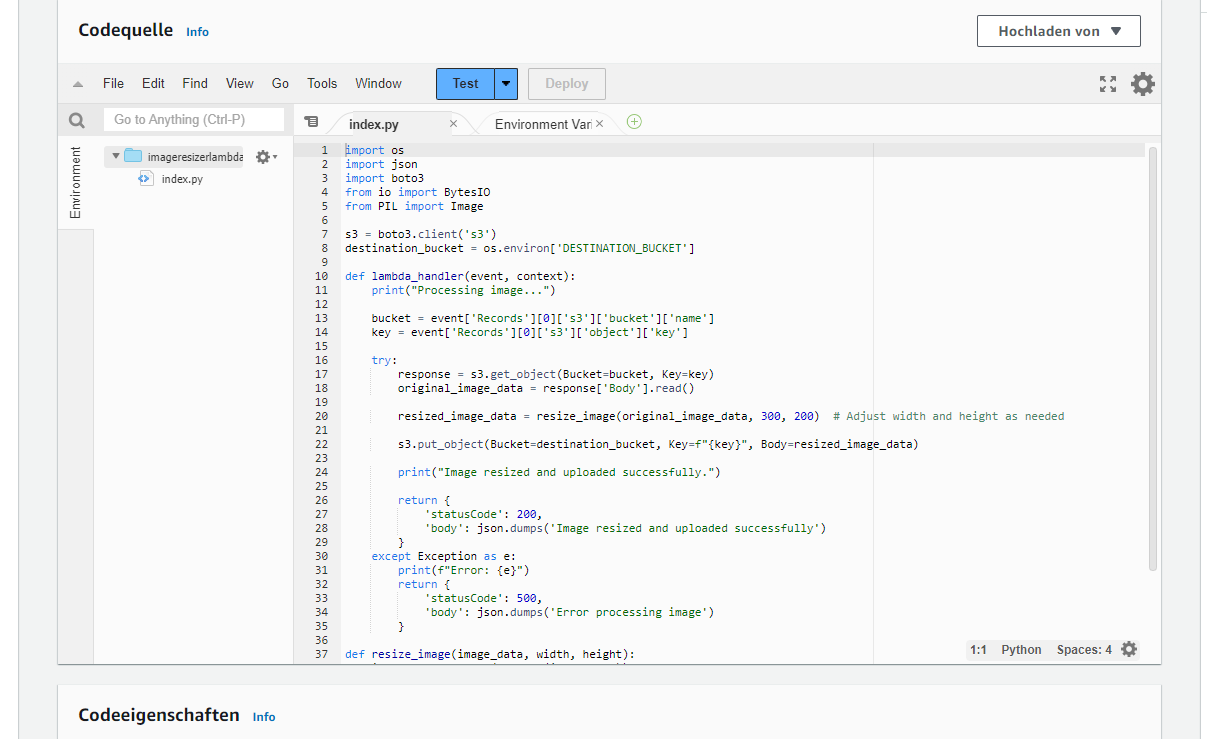 Codequelle Info
Hochladen von
File Edit Find View Go Tools Window Test Deploy
Go to Anything (Ctrl-P)
index.py
Environment Vari
Environment
imageresizerlambda
index.py
1 import os
2 import json
3 import boto3
4 from io import BytesIO
5 from PIL import Image
6
7 s3 = boto3.client('s3')
8 destination_bucket = os.environ['DESTINATION_BUCKET']
9
10 def lambda_handler(event, context):
11 print("Processing image...")
12
13 bucket = event['Records'][0]['s3']['bucket']['name']
14 key = event['Records'][0]['s3']['object']['key']
15
16 try:
17 response = s3.get_object(Bucket=bucket, Key=key)
18 original_image_data = response['Body'].read()
19
20 resized_image_data = resize_image(original_image_data, 300, 200)  # Adjust width and height as needed
21
22 s3.put_object(Bucket=destination_bucket, Key=f"{key}", Body=resized_image_data)
23
24 print("Image resized and uploaded successfully.")
25
26 return {
27 'statusCode': 200,
28 'body': json.dumps('Image resized and uploaded successfully')
29 }
30 except Exception as e:
31 print(f"Error: {e}")
32 return {
33 'statusCode': 500,
34 'body': json.dumps('Error processing image')
35 }
36
37 def resize_image(image_data, width, height):
1:1 Python Spaces: 4
Codeeigenschaften Info